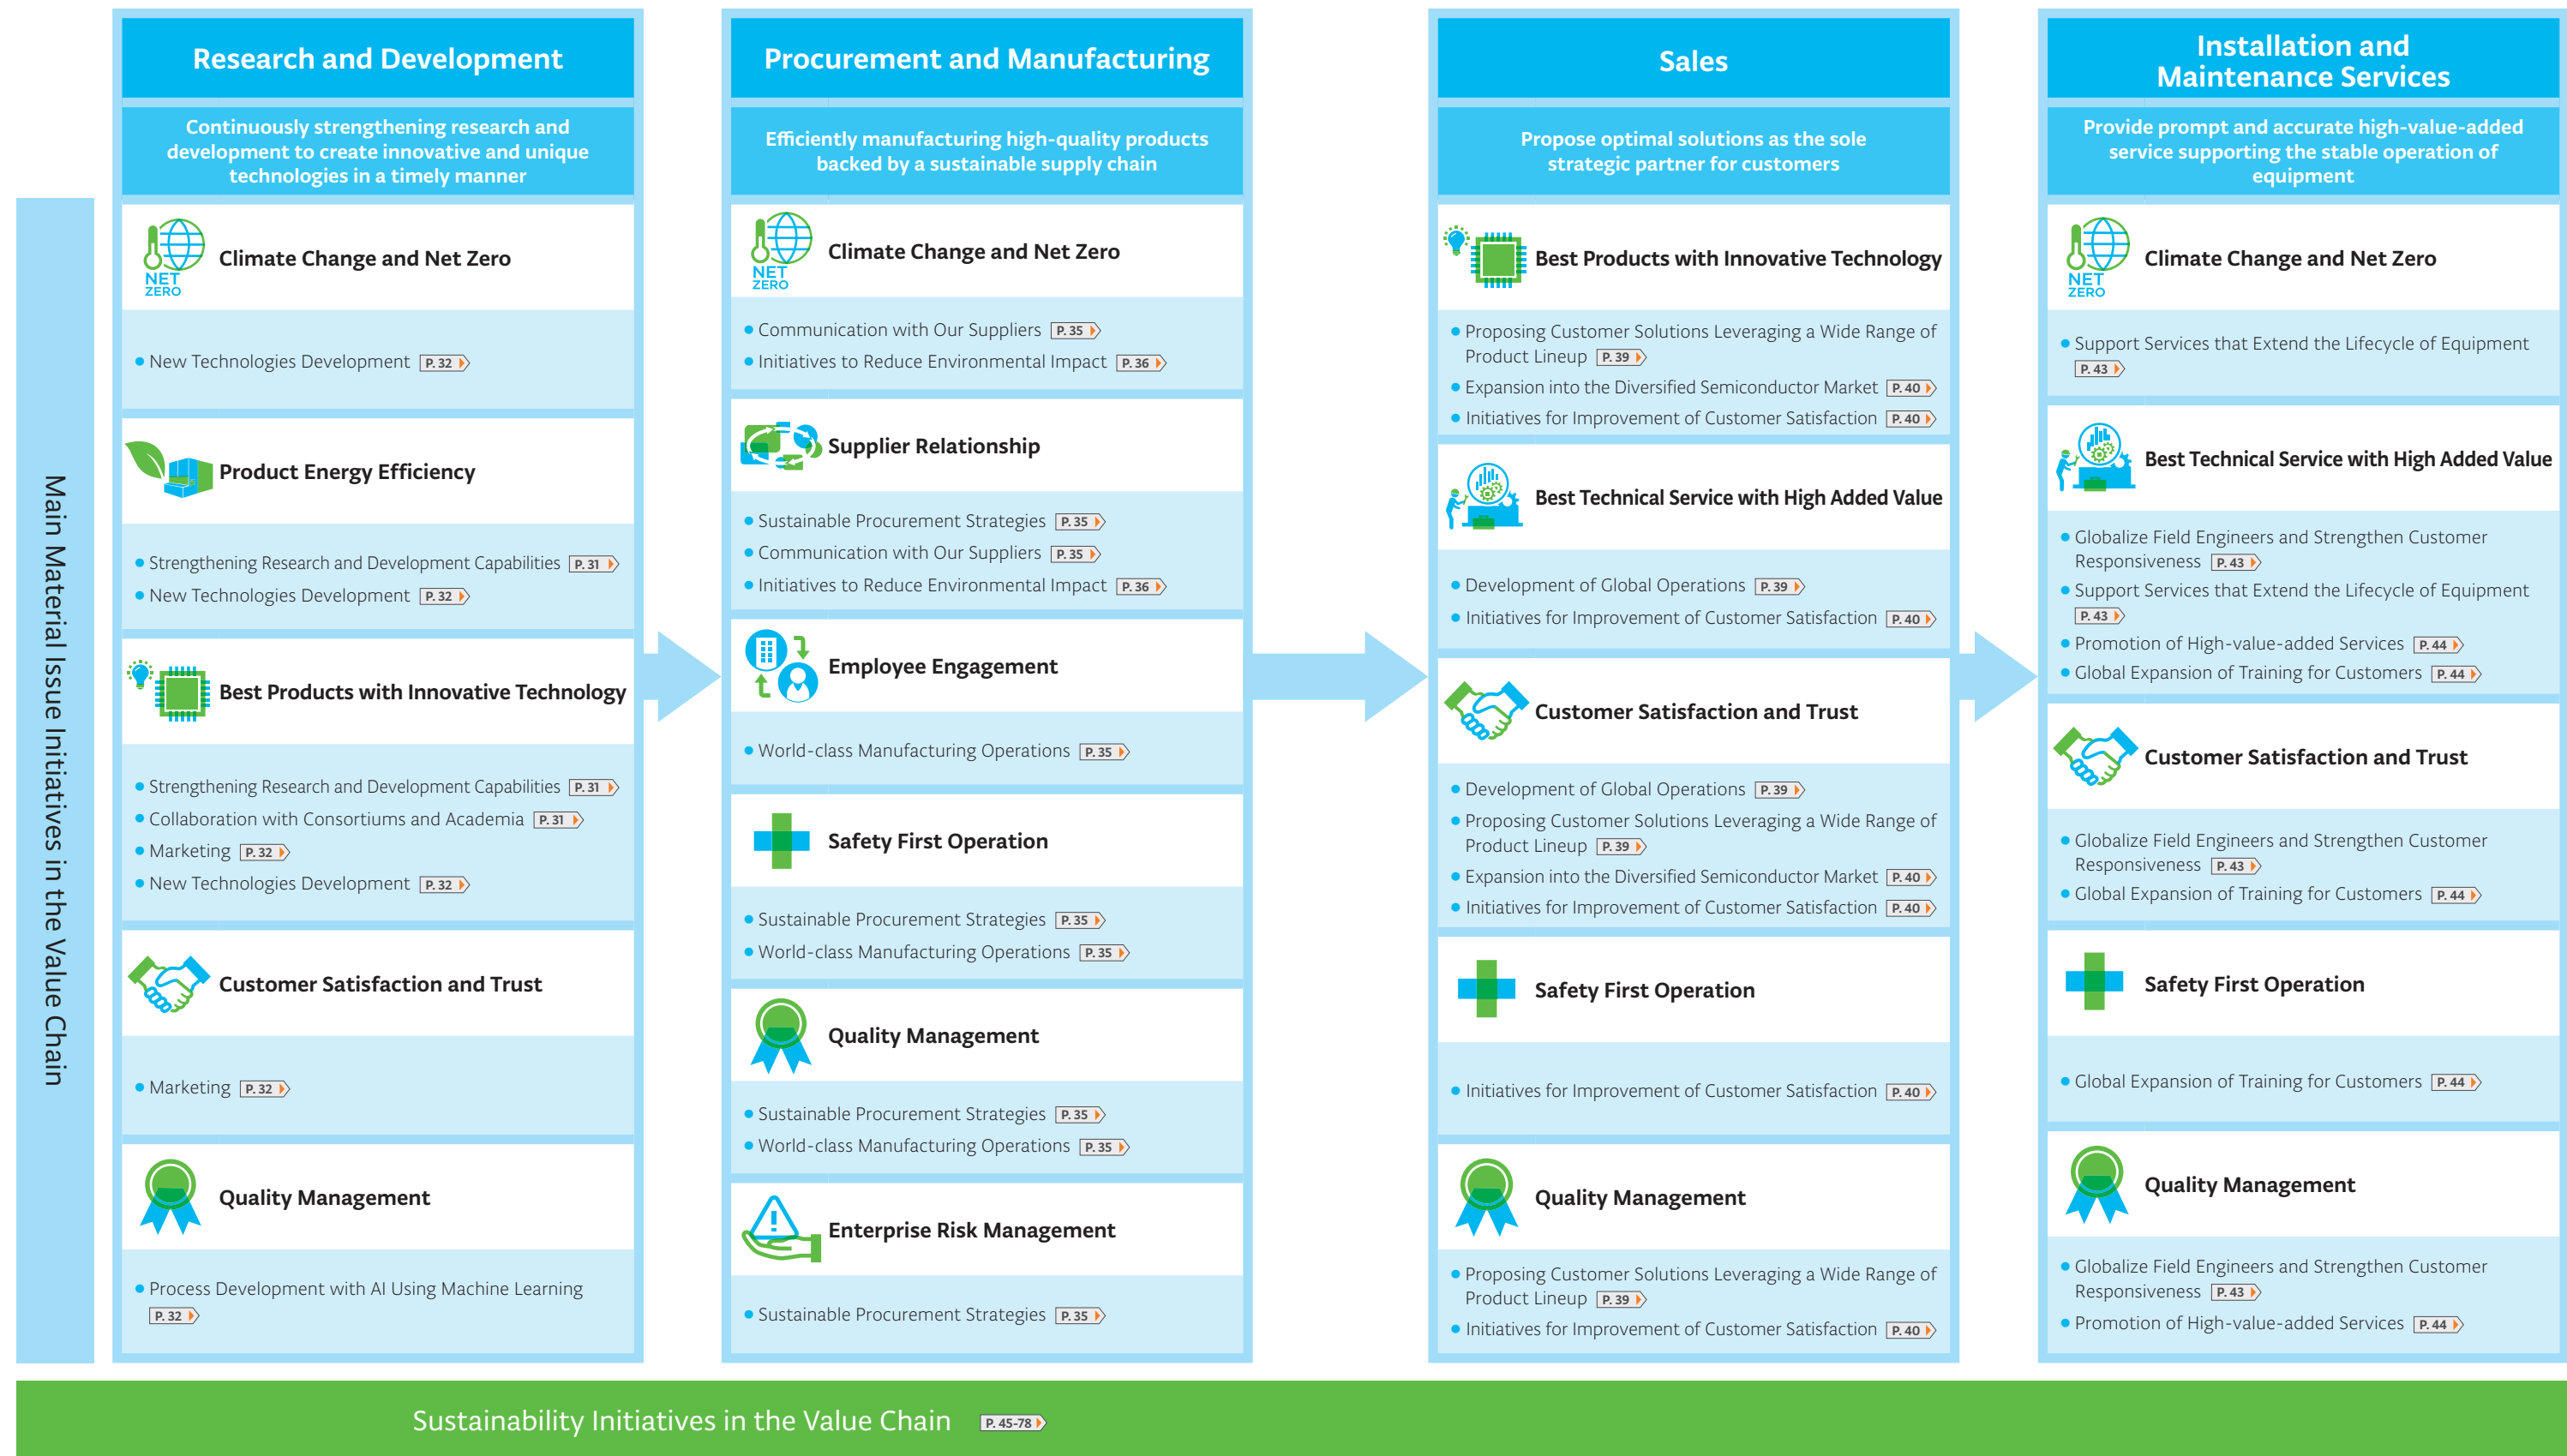 Main Material Issue Initiatives in the Value Chain
Research and Development
Continuously strengthening research and
development to create innovative and unique
technologies in a timely manner
NET
ZERO
Climate Change and Net Zero
• New Technologies Development P. 32
Product Energy Efficiency
• Strengthening Research and Development Capabilities P. 31
• New Technologies Development P. 32
Best Products with Innovative Technology
• Strengthening Research and Development Capabilities P. 31
• Collaboration with Consortiums and Academia P. 31
• Marketing P. 32
• New Technologies Development P. 32
Customer Satisfaction and Trust
• Marketing P. 32
Quality Management
• Process Development with AI Using Machine Learning
P. 32
Procurement and Manufacturing
Efficiently manufacturing high-quality products
backed by a sustainable supply chain
NET
ZERO
Climate Change and Net Zero
• Communication with Our Suppliers P. 35
• Initiatives to Reduce Environmental Impact P. 36
Supplier Relationship
• Sustainable Procurement Strategies P. 35
• Communication with Our Suppliers P. 35
• Initiatives to Reduce Environmental Impact P. 36
Employee Engagement
• World-class Manufacturing Operations P. 35
Safety First Operation
• Sustainable Procurement Strategies P. 35
• World-class Manufacturing Operations P. 35
Quality Management
• Sustainable Procurement Strategies P. 35
• World-class Manufacturing Operations P. 35
Enterprise Risk Management
• Sustainable Procurement Strategies P. 35
Sales
Propose optimal solutions as the sole
strategic partner for customers
Best Products with Innovative Technology
• Proposing Customer Solutions Leveraging a Wide Range of
Product Lineup P. 39
• Expansion into the Diversified Semiconductor Market P. 40
• Initiatives for Improvement of Customer Satisfaction P. 40
Best Technical Service with High Added Value
• Development of Global Operations P. 39
• Initiatives for Improvement of Customer Satisfaction P. 40
Customer Satisfaction and Trust
• Development of Global Operations P. 39
• Proposing Customer Solutions Leveraging a Wide Range of
Product Lineup P. 39
• Expansion into the Diversified Semiconductor Market P. 40
• Initiatives for Improvement of Customer Satisfaction P. 40
Safety First Operation
• Initiatives for Improvement of Customer Satisfaction P. 40
Quality Management
• Proposing Customer Solutions Leveraging a Wide Range of
Product Lineup P. 39
• Initiatives for Improvement of Customer Satisfaction P. 40
Installation and
Maintenance Services
Provide prompt and accurate high-value-added
service supporting the stable operation of
equipment
NET
ZERO
Climate Change and Net Zero
• Support Services that Extend the Lifecycle of Equipment
P. 43
Best Technical Service with High Added Value
• Globalize Field Engineers and Strengthen Customer
Responsiveness P. 43
• Support Services that Extend the Lifecycle of Equipment
P. 43
• Promotion of High-value-added Services P. 44
• Global Expansion of Training for Customers P. 44
Customer Satisfaction and Trust
• Globalize Field Engineers and Strengthen Customer
Responsiveness P. 43
• Global Expansion of Training for Customers P. 44
Safety First Operation
• Global Expansion of Training for Customers P. 44
Quality Management
• Globalize Field Engineers and Strengthen Customer
Responsiveness P. 43
• Promotion of High-value-added Services P. 44
Sustainability Initiatives in the Value Chain P. 45-78